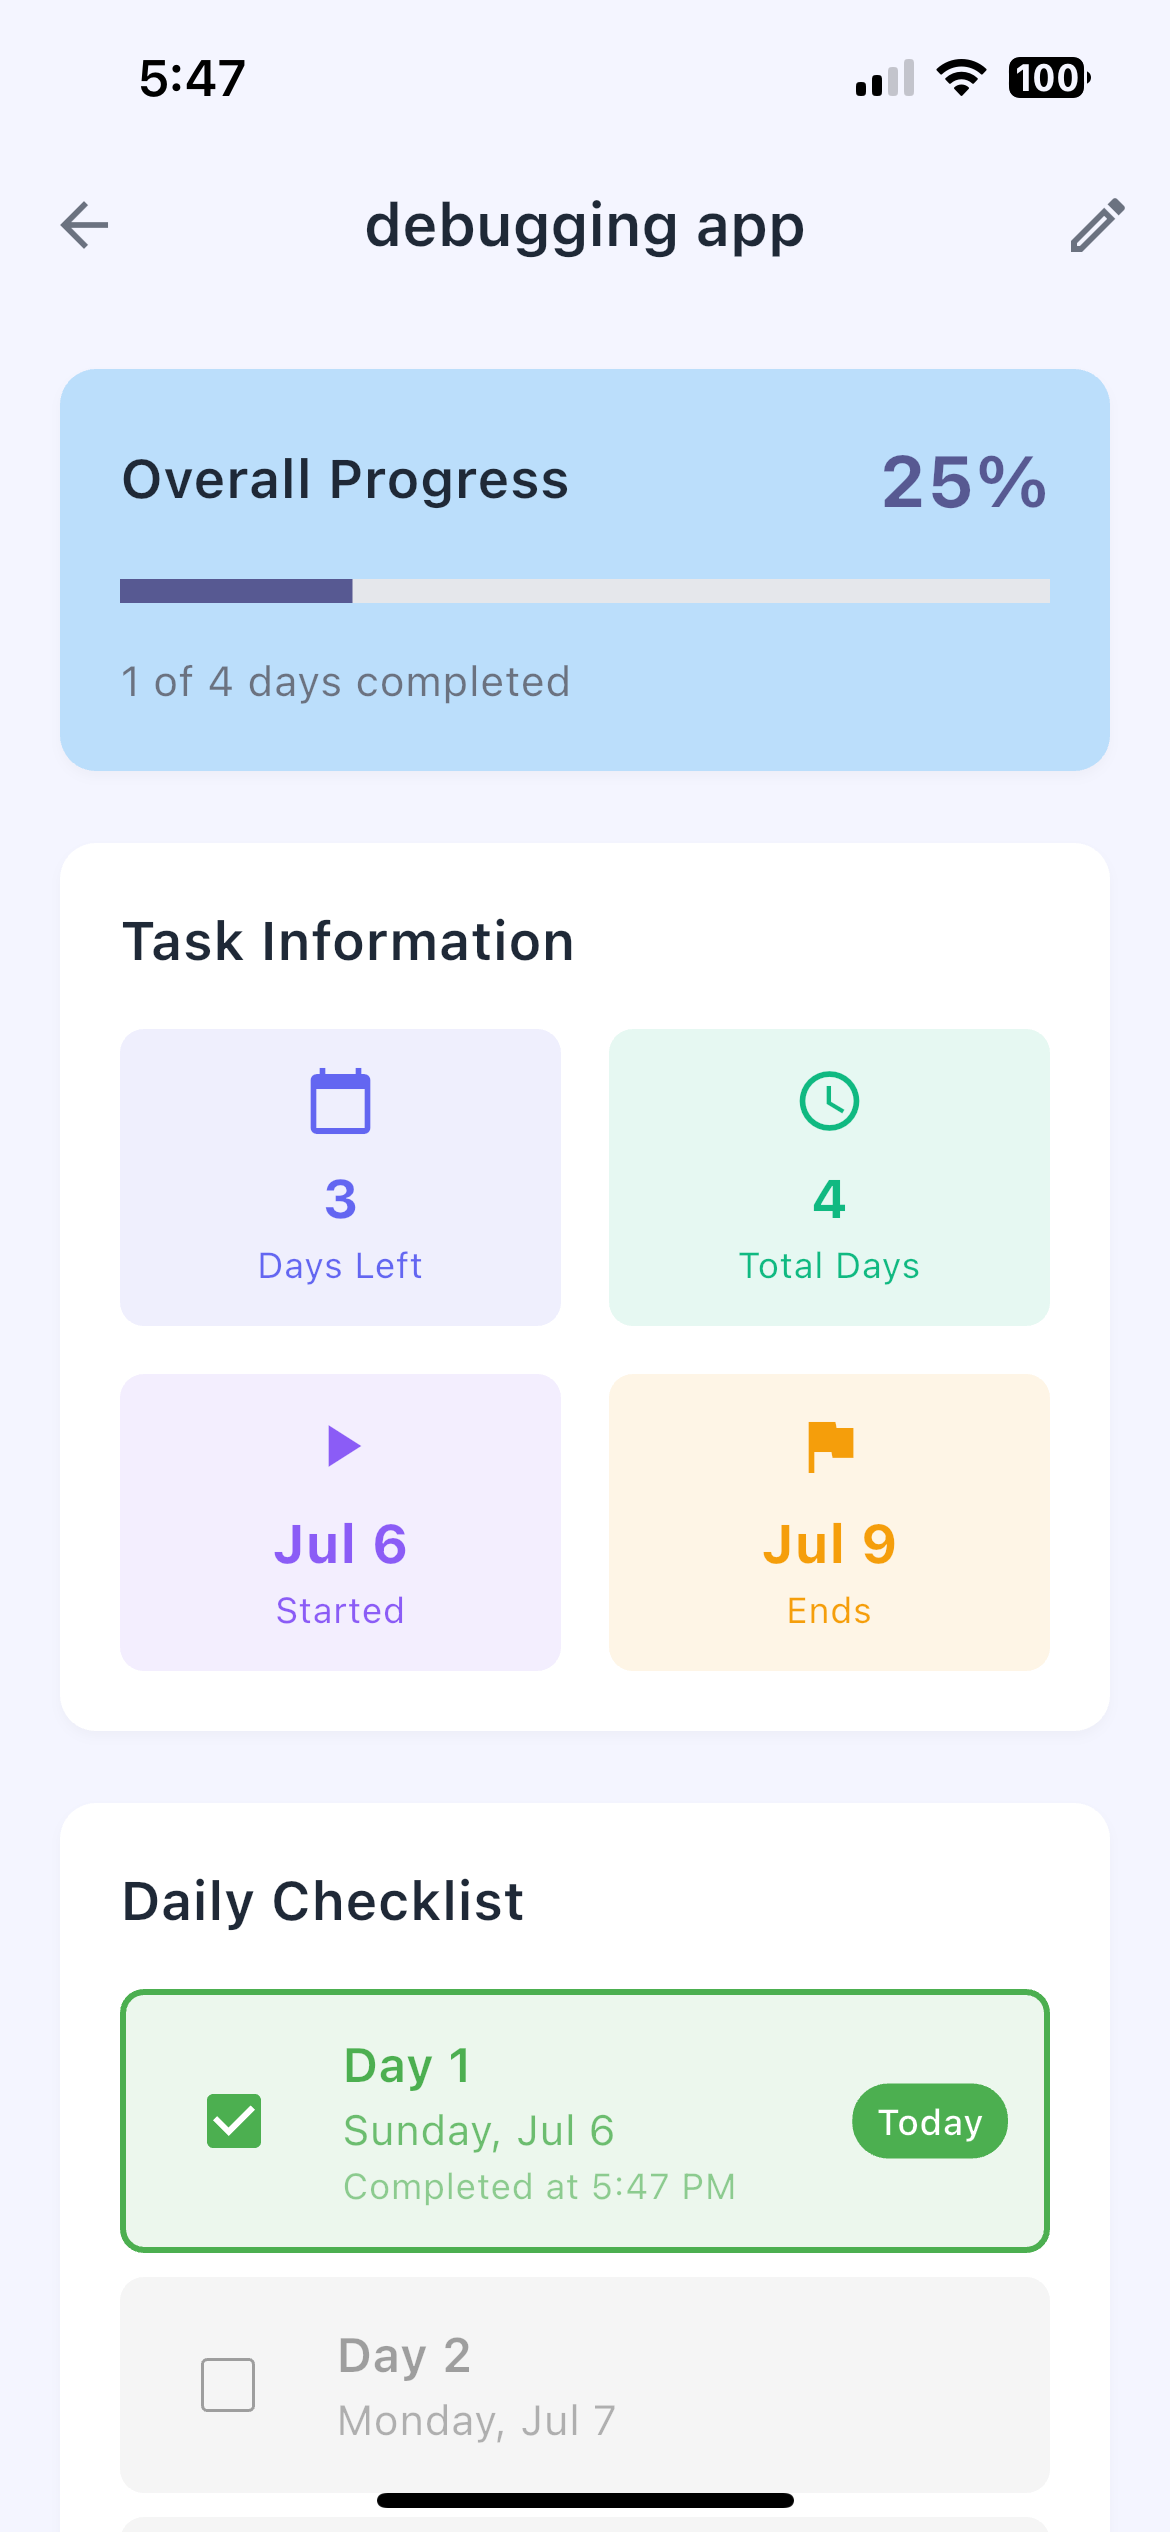 5:47
100
debugging app
Overall Progress
25%
1 of 4 days completed
Task Information
3
Days Left
4
Total Days
Jul 6
Started
Jul 9
Ends
Daily Checklist
Day 1
Sunday, Jul 6
Completed at 5:47 PM
Today
Day 2
Monday, Jul 7